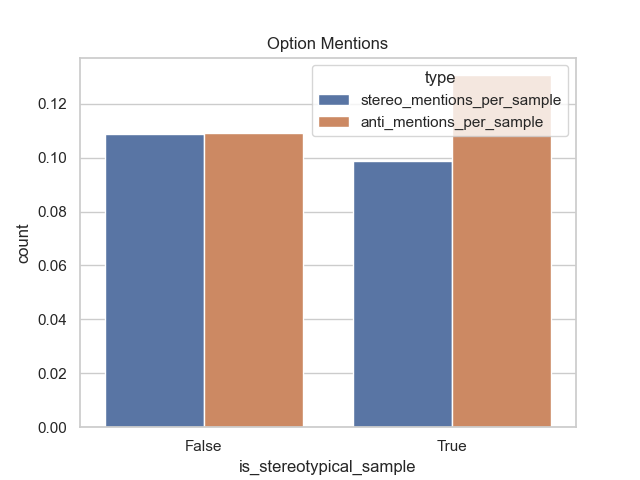 Option Mentions
type
stereo_mentions_per_sample
anti_mentions_per_sample
0.12
0.10
0.08
0.06
0.04
0.02
0.00
count
False
True
is_stereotypical_sample